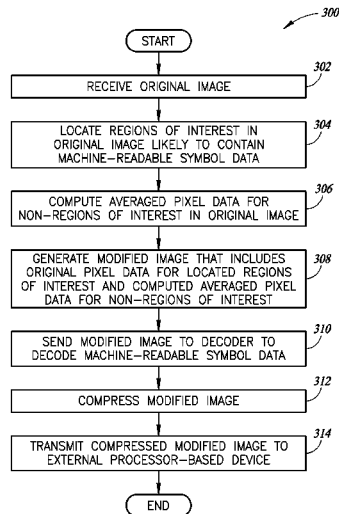 300
START
302
RECEIVE ORIGINAL IMAGE
304
LOCATE REGIONS OF INTEREST IN
ORIGINAL IMAGE LIKELY TO CONTAIN
MACHINE-READABLE SYMBOL DATA
306
COMPUTE AVERAGED PIXEL DATA FOR
NON-REGIONS OF INTEREST IN ORIGINAL IMAGE
308
GENERATE MODIFIED IMAGE THAT INCLUDES
ORIGINAL PIXEL DATA FOR LOCATED REGIONS
OF INTEREST AND COMPUTED AVERAGED PIXEL
DATA FOR NON-REGIONS OF INTEREST
310
SEND MODIFIED IMAGE TO DECODER TO
DECODE MACHINE-READABLE SYMBOL DATA
312
COMPRESS MODIFIED IMAGE
314
TRANSMIT COMPRESSED MODIFIED IMAGE TO
EXTERNAL PROCESSOR-BASED DEVICE
END